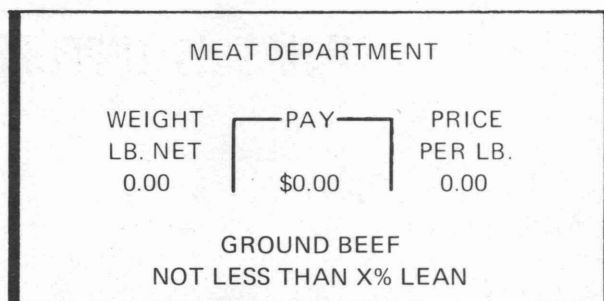 MEAT DEPARTMENT
WEIGHT PAY PRICE
LB. NET PER LB.
0.00 $0.00 0.00
GROUND BEEF
NOT LESS THAN X% LEAN